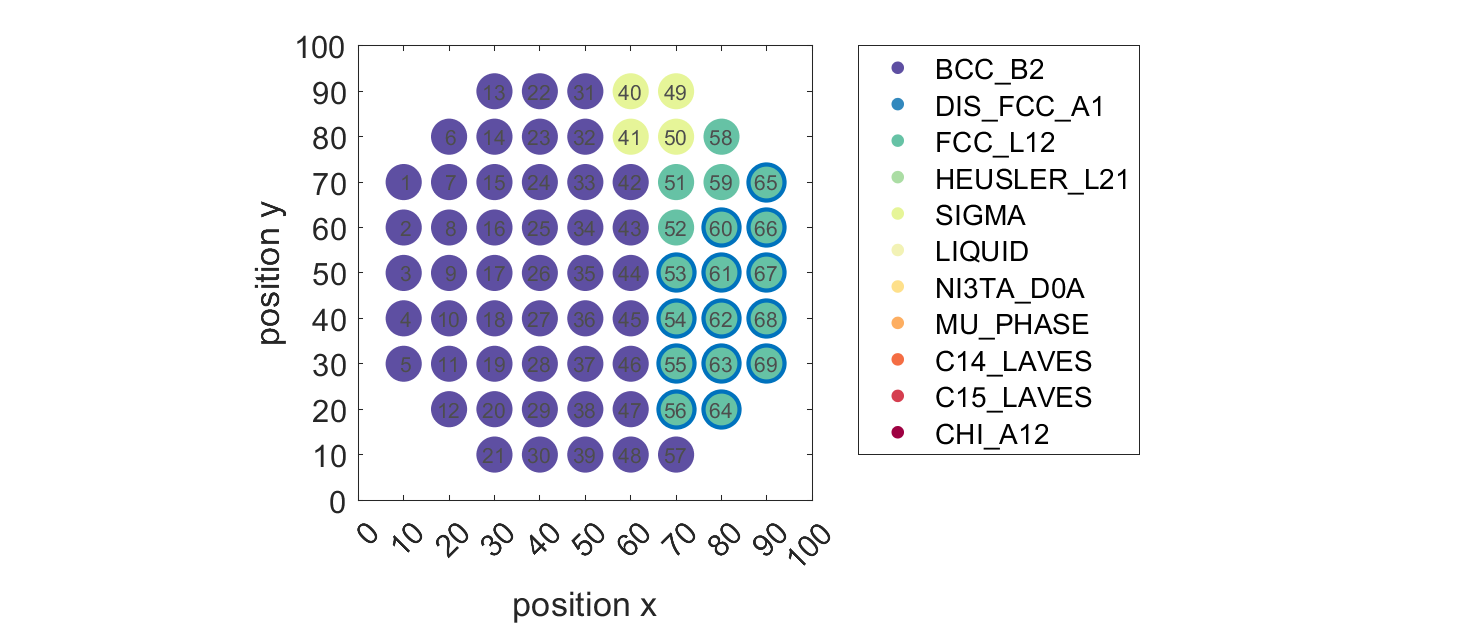 100
90
80
70
60
50
40
30
20
10
0
position y
13 22 31 40 49
6 14 23 32 41 50 58
1 7 15 24 33 42 51 59 65
2 8 16 25 34 43 52 60 66
3 9 17 26 35 44 53 61 67
4 10 18 27 36 45 54 62 68
5 11 19 28 37 46 55 63 69
12 20 29 38 47 56 64
21 30 39 48 57
0 10 20 30 40 50 60 70 80 90 100
position x
BCC_B2
DIS_FCC_A1
FCC_L12
HEUSLER_L21
SIGMA
LIQUID
NI3TA_D0A
MU_PHASE
C14_LAVES
C15_LAVES
CHI_A12